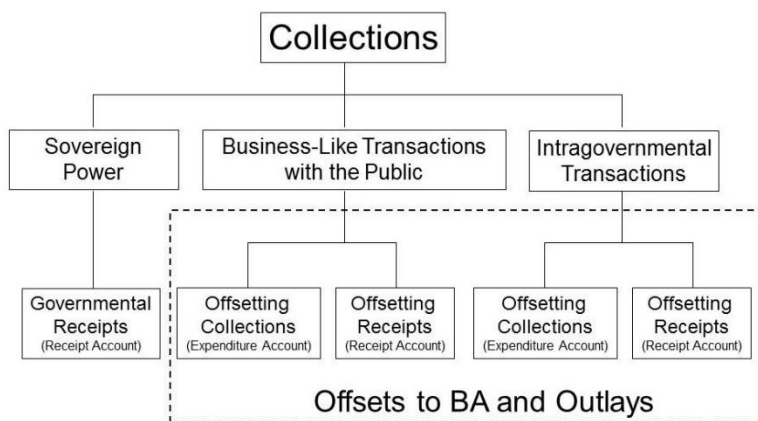 Collections
Sovereign
Power
Business-Like Transactions
with the Public
Intragovernmental
Transactions
Governmental
Receipts
(Receipt Account)
Offsetting
Collections
(Expenditure Account)
Offsetting
Receipts
(Receipt Account)
Offsetting
Collections
(Expenditure Account)
Offsetting
Receipts
(Receipt Account)
Offsets to BA and Outlays